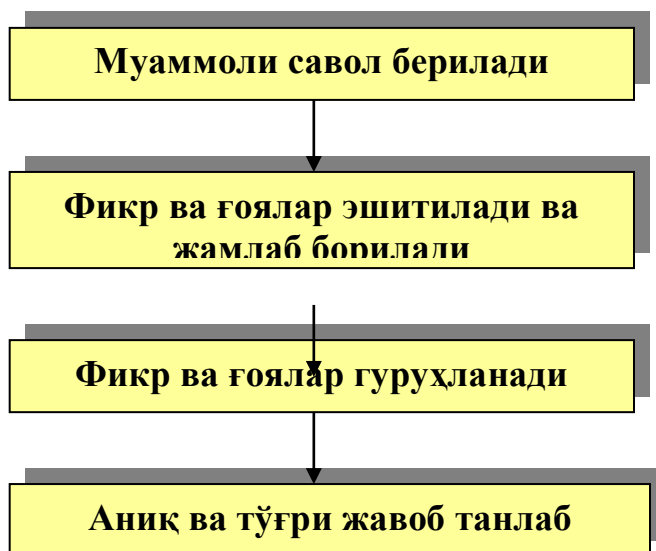 Муаммоли савол берилади
Фикр ва ғоялар эшитилади ва
жамлаб борилади
Фикр ва ғоялар гуруҳланади
Аниқ ва тўғри жавоб танлаб